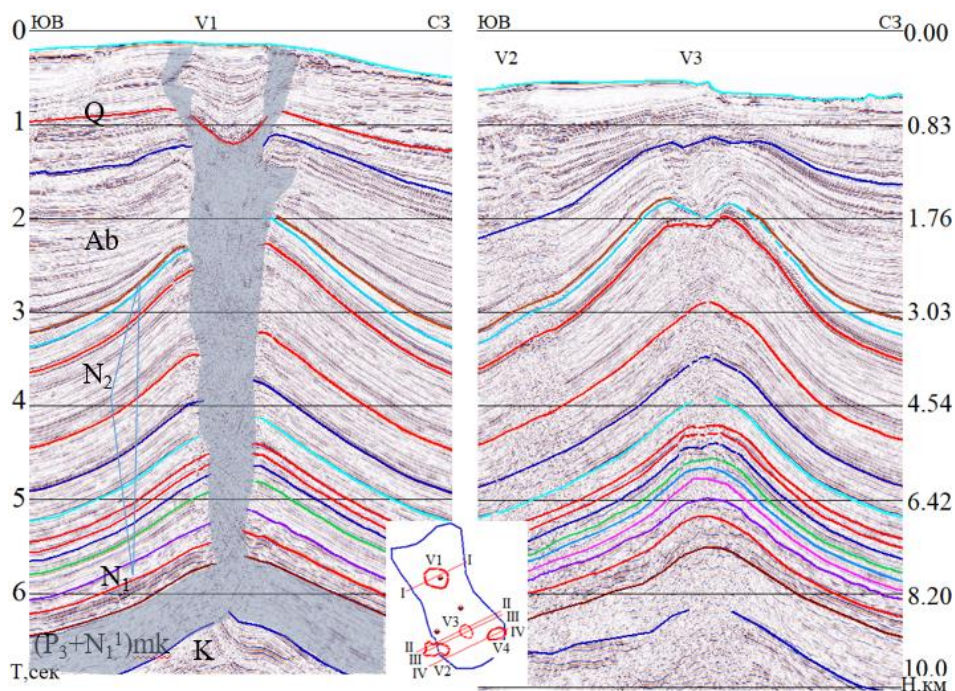 ЮВ V1 СЗ ЮВ СЗ
0 0.00
V2 V3
Q
1 0.83
2 1.76
Ab
3 3.03
N₂
4 4.54
5 6.42
V1 I
I
N₁
6 8.20
II
III
V3 IV
(P₃+N₁¹)mk K II
III V4
IV V2
Т,сек 10.0
Н,км